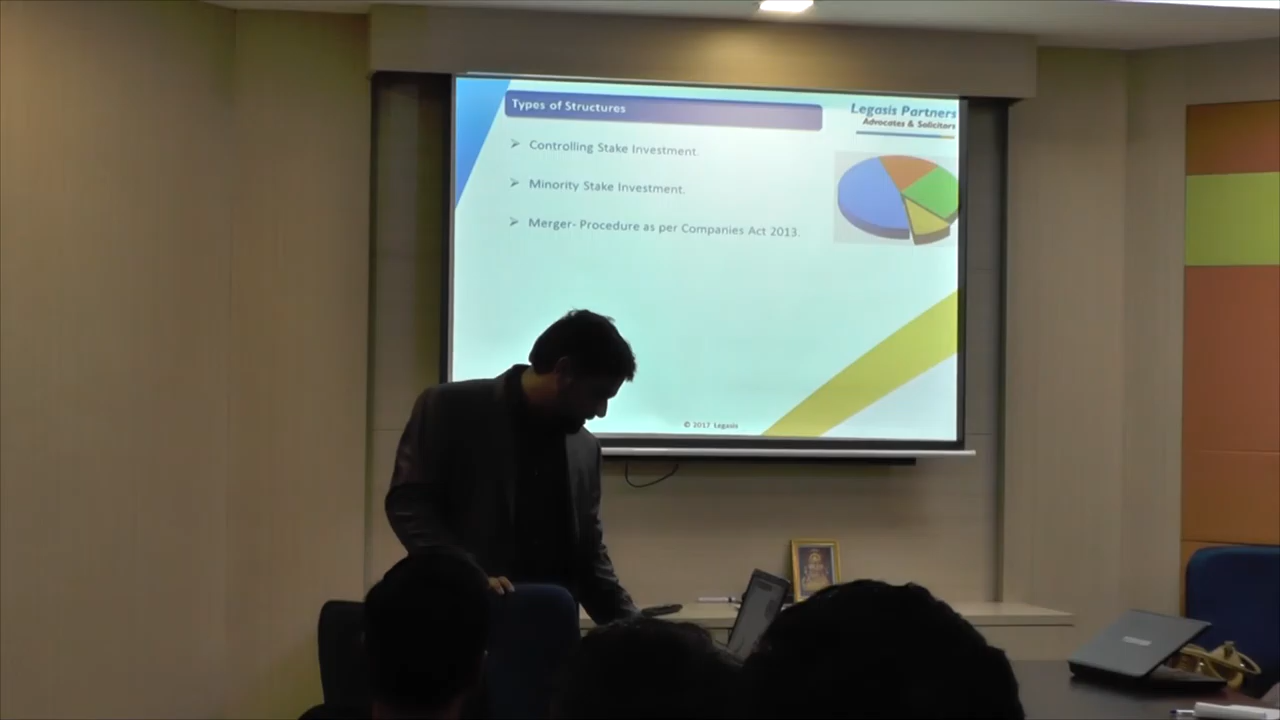 Types of Structures
Legasis Partners
Advocates & Solicitors
➢ Controlling Stake Investment.
➢ Minority Stake Investment.
➢ Merger- Procedure as per Companies Act 2013.
© 2017 Legasis